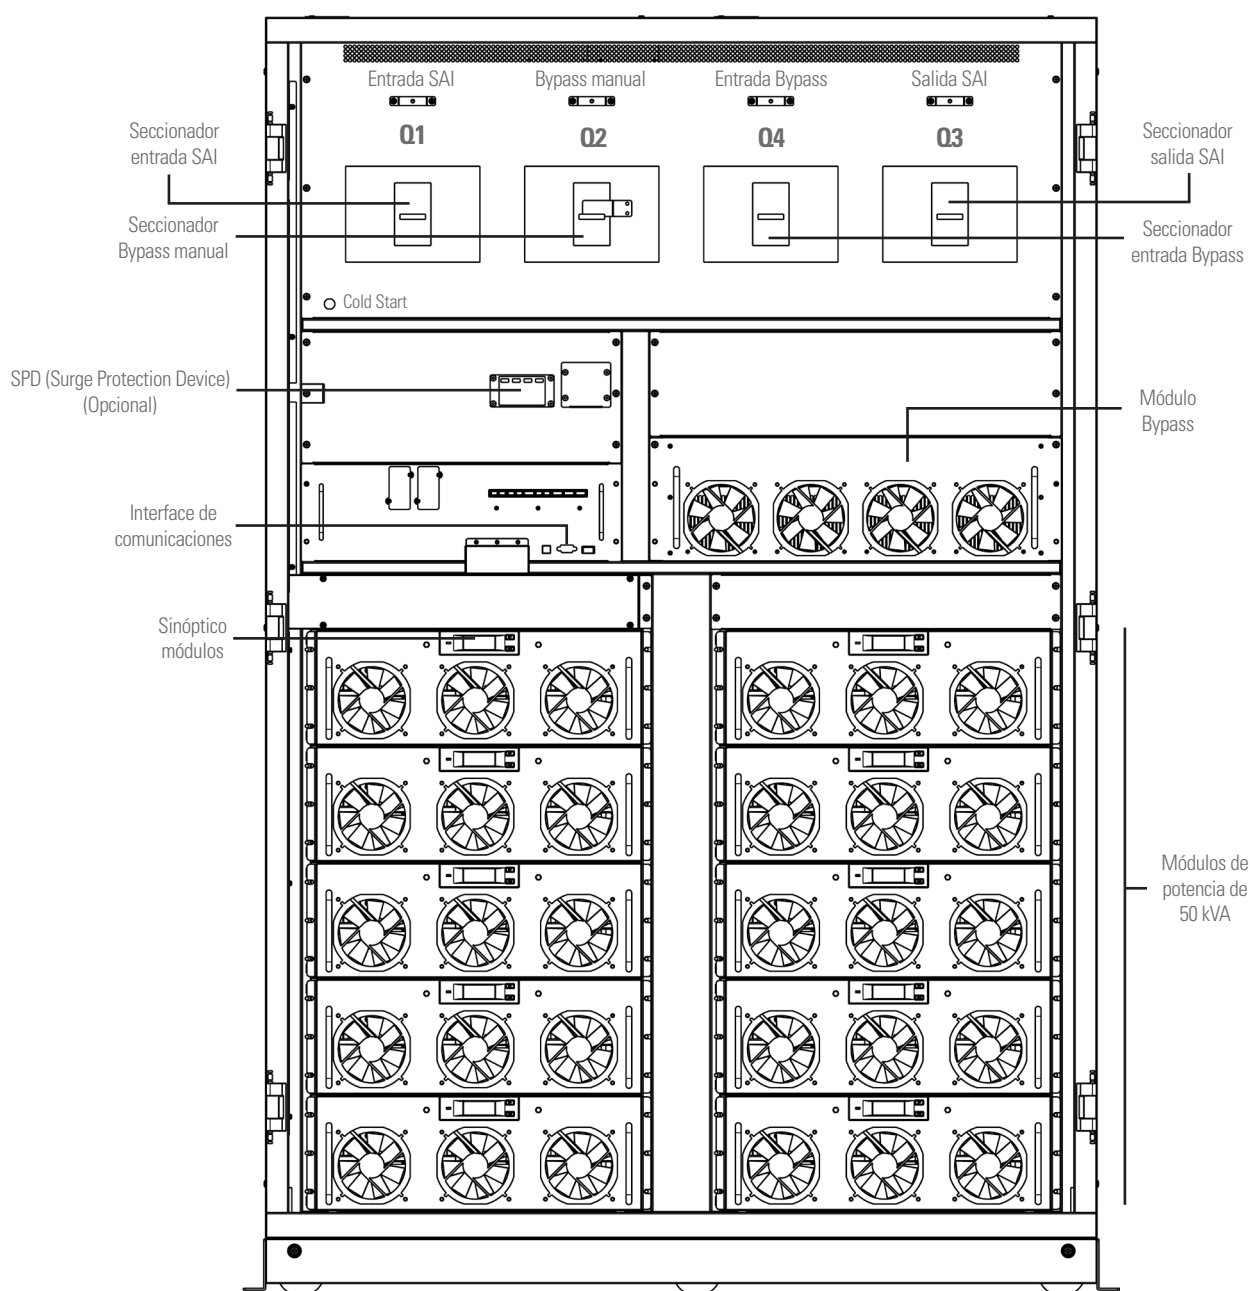 Entrada SAI
Bypass manual
Entrada Bypass
Salida SAI
Q1
Q2
Q4
Q3
Seccionador
entrada SAI
Seccionador
salida SAI
Seccionador
Bypass manual
Seccionador
entrada Bypass
Cold Start
SPD (Surge Protection Device)
(Opcional)
Módulo
Bypass
Interface de
comunicaciones
Sinóptico
módulos
Módulos de
potencia de
50 kVA